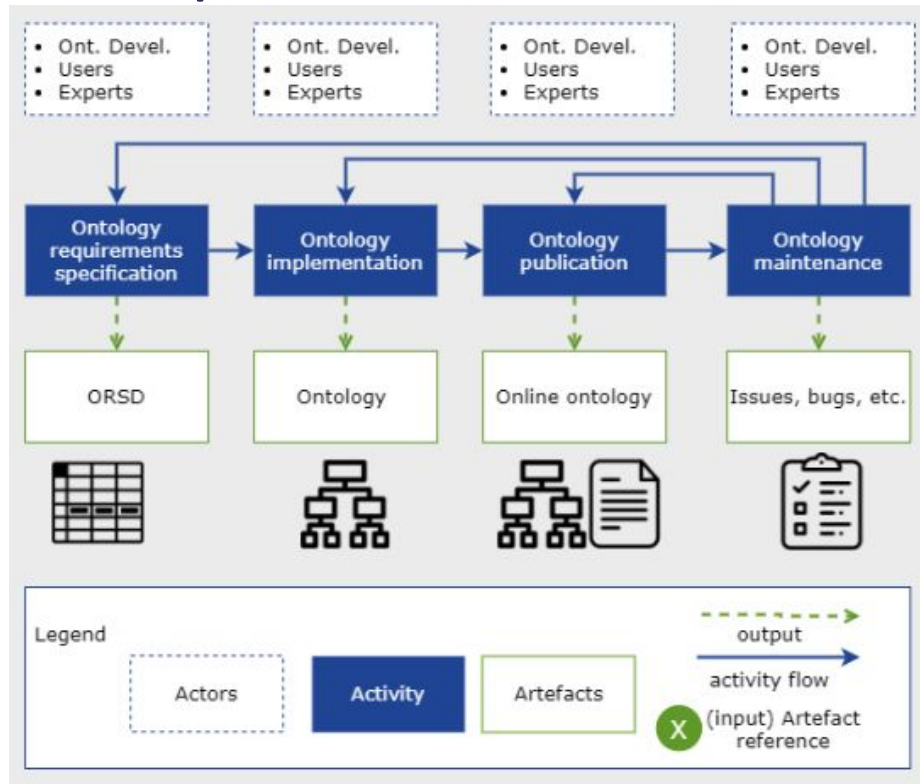 • Ont. Devel.
• Users
• Experts
• Ont. Devel.
• Users
• Experts
• Ont. Devel.
• Users
• Experts
• Ont. Devel.
• Users
• Experts
Ontology
requirements
specification
Ontology
implementation
Ontology
publication
Ontology
maintenance
ORSD
Ontology
Online ontology
Issues, bugs, etc.
Legend
Actors
Activity
Artefacts
output
activity flow
X
(input) Artefact
reference